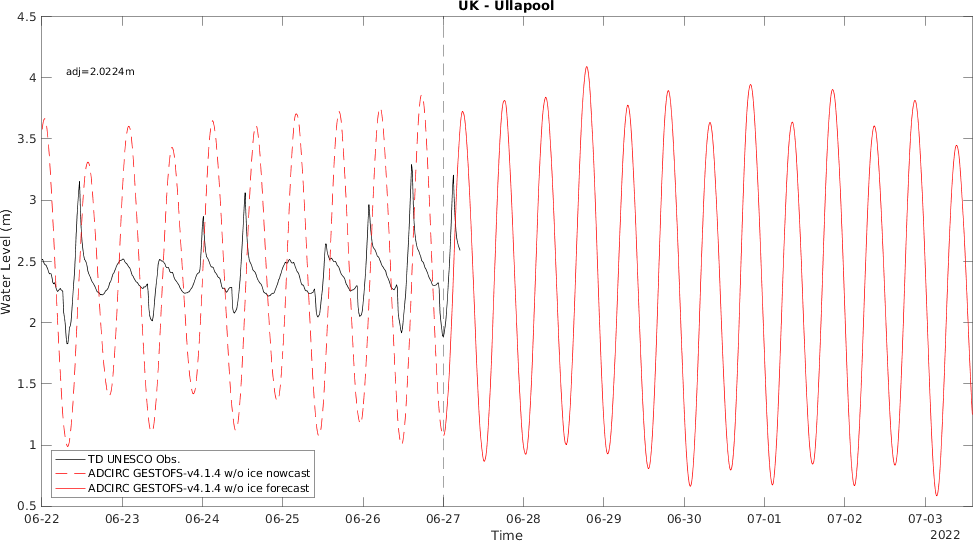 UK - Ullapool
4.5
adj=2.0224m
4
3.5
3
2.5
2
1.5
1
0.5
Water Level (m)
TD UNESCO Obs.
ADCIRC GESTOFS-v4.1.4 w/o ice nowcast
ADCIRC GESTOFS-v4.1.4 w/o ice forecast
06-22 06-23 06-24 06-25 06-26 06-27 06-28 06-29 06-30 07-01 07-02 07-03
Time
2022